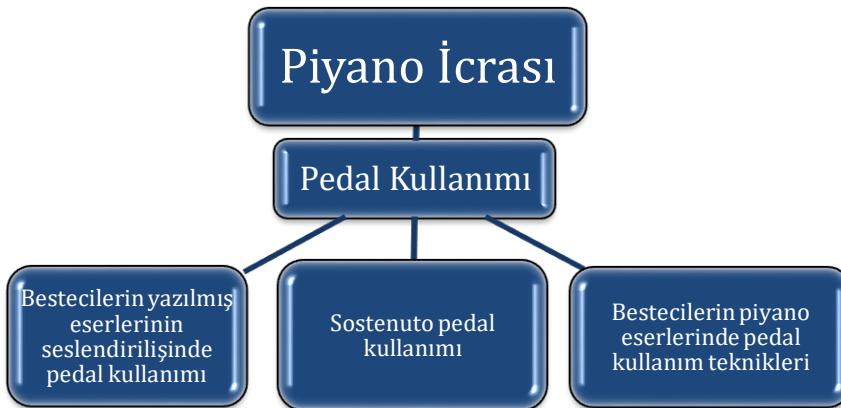 Piyano İcrası
Pedal Kullanımı
Bestecilerin yazılmış
eserlerinin
seslendirilişinde
pedal kullanımı
Sostenuto pedal
kullanımı
Bestecilerin piyano
eserlerinde pedal
kullanım teknikleri